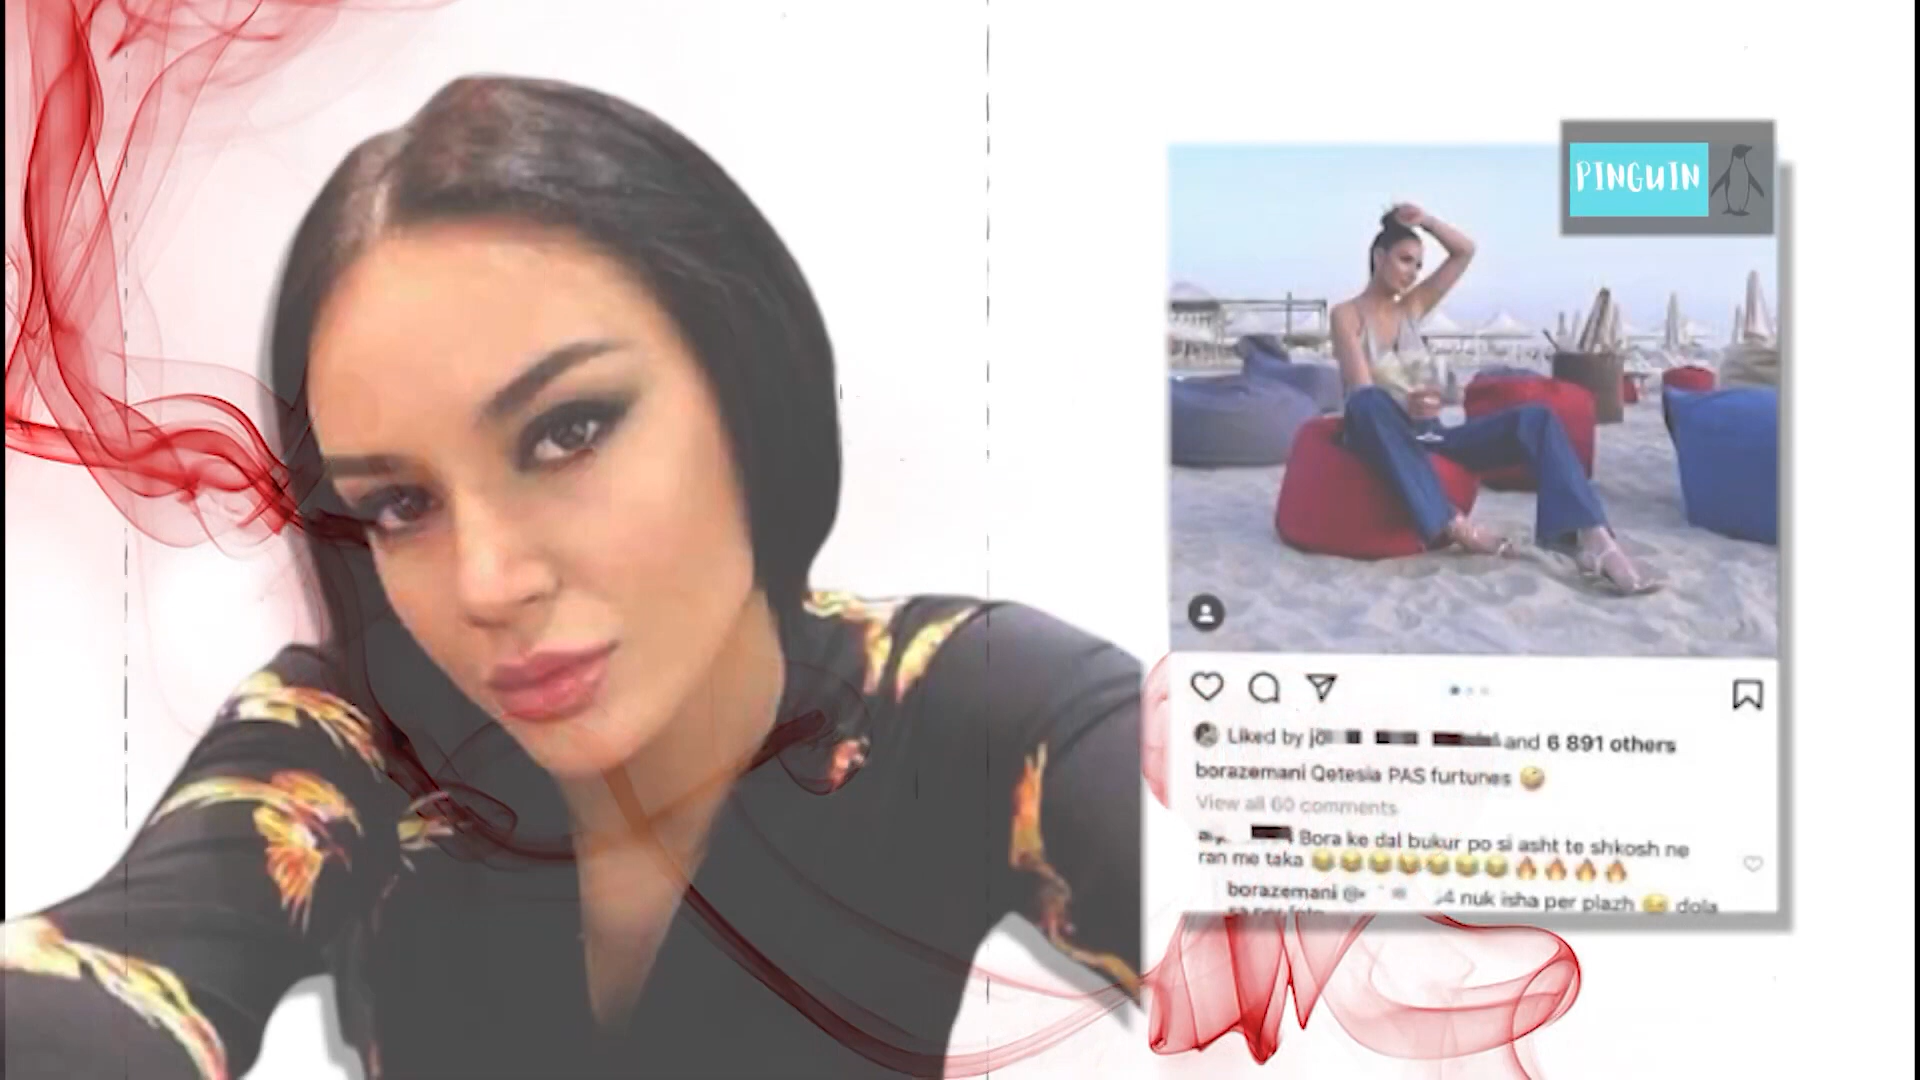 PINGUIN
Liked by jo and 6 891 others
borazemani Qetesia PAS furtunes 🤪
View all 60 comments
Bora ke dal bukur po si asht te shkosh ne
ran me taka 😂😂😂😂😂😂😂🔥🔥🔥🔥
borazemani @ nuk isha per plazh 😂 dola